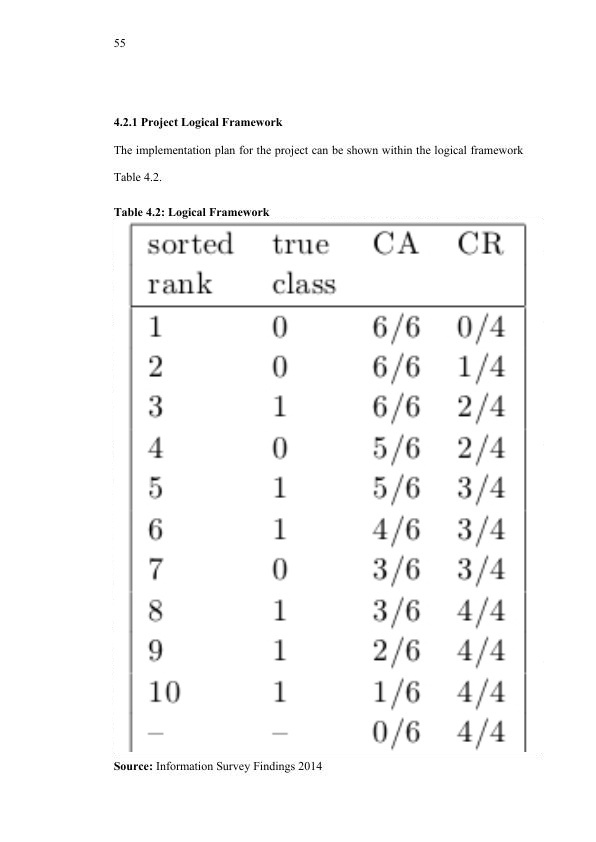 55
4.2.1 Project Logical Framework
The implementation plan for the project can be shown within the logical framework
Table 4.2.
Table 4.2: Logical Framework
sorted true CA CR
rank class
1 0 6/6 0/4
2 0 6/6 1/4
3 1 6/6 2/4
4 0 5/6 2/4
5 1 5/6 3/4
6 1 4/6 3/4
7 0 3/6 3/4
8 1 3/6 4/4
9 1 2/6 4/4
10 1 1/6 4/4
– – 0/6 4/4
Source: Information Survey Findings 2014